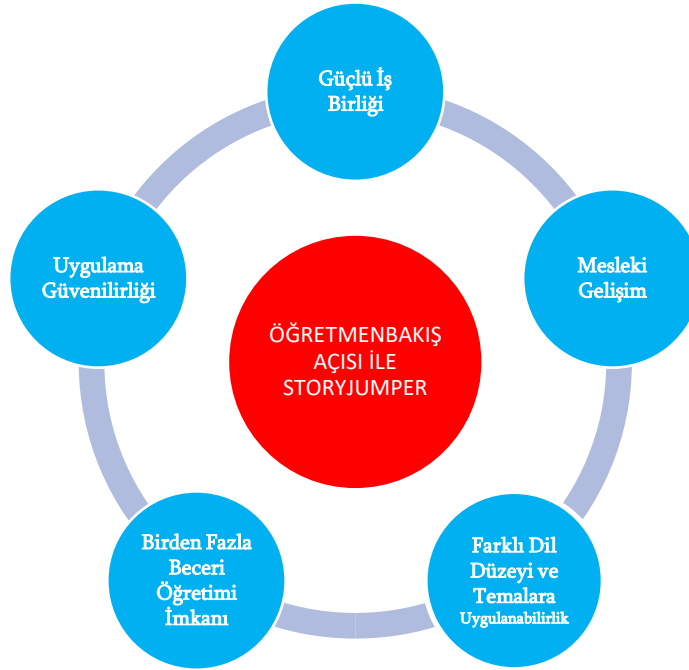 Güçlü İş
Birliği
Mesleki
Gelişim
Farklı Dil
Düzeyi ve
Temalara
Uygulanabilirlik
Birden Fazla
Beceri
Öğretimi
İmkanı
Uygulama
Güvenilirliği
ÖĞRETMENBAKIŞ
AÇISI İLE
STORYJUMPER